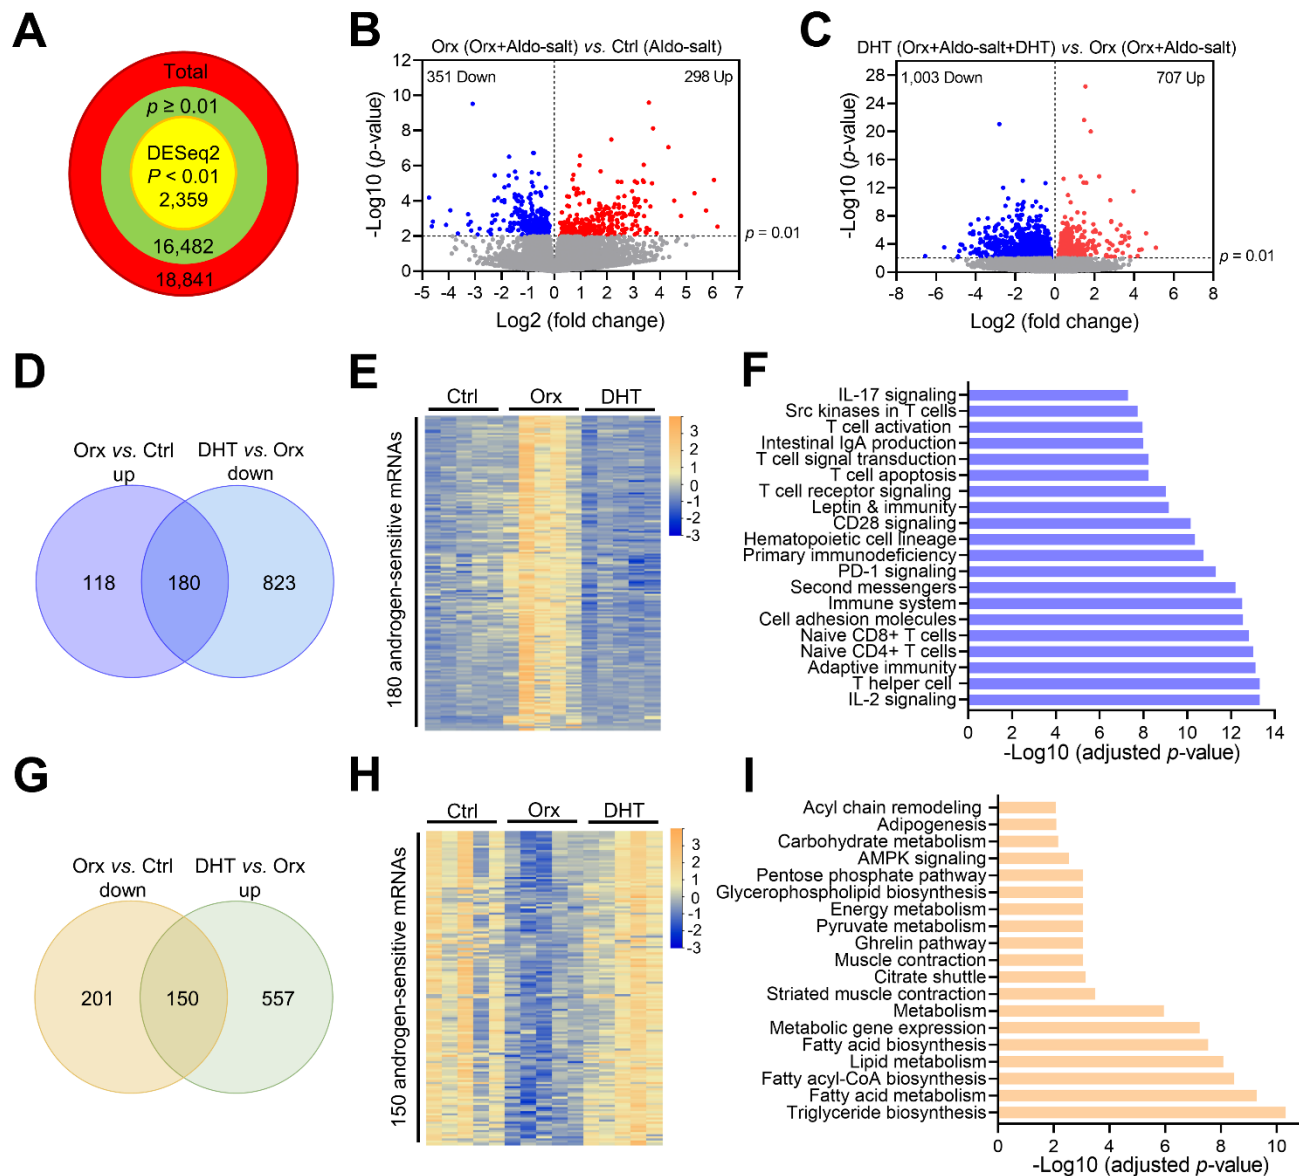 A
Total
p ≥ 0.01
DESeq2
P < 0.01
2,359
16,482
18,841
B
Orx (Orx+Aldo-salt) vs. Ctrl (Aldo-salt)
351 Down
298 Up
-Log10 (p-value)
12
10
8
6
4
2
0
p = 0.01
-5 -4 -3 -2 -1 0 1 2 3 4 5 6 7
Log2 (fold change)
C
DHT (Orx+Aldo-salt+DHT) vs. Orx (Orx+Aldo-salt)
1,003 Down
707 Up
-Log10 (p-value)
28
24
20
16
12
8
4
0
p = 0.01
-8 -6 -4 -2 0 2 4 6 8
Log2 (fold change)
D
Orx vs. Ctrl
up
DHT vs. Orx
down
118
180
823
E
Ctrl
Orx
DHT
180 androgen-sensitive mRNAs
3
2
1
0
-1
-2
-3
F
IL-17 signaling
Src kinases in T cells
T cell activation
Intestinal IgA production
T cell signal transduction
T cell apoptosis
T cell receptor signaling
Leptin & immunity
CD28 signaling
Hematopoietic cell lineage
Primary immunodeficiency
PD-1 signaling
Second messengers
Immune system
Cell adhesion molecules
Naive CD8+ T cells
Naive CD4+ T cells
Adaptive immunity
T helper cell
IL-2 signaling
0 2 4 6 8 10 12 14
-Log10 (adjusted p-value)
G
Orx vs. Ctrl
down
DHT vs. Orx
up
201
150
557
H
Ctrl
Orx
DHT
150 androgen-sensitive mRNAs
3
2
1
0
-1
-2
-3
I
Acyl chain remodeling
Adipogenesis
Carbohydrate metabolism
AMPK signaling
Pentose phosphate pathway
Glycerophospholipid biosynthesis
Energy metabolism
Pyruvate metabolism
Ghrelin pathway
Muscle contraction
Citrate shuttle
Striated muscle contraction
Metabolism
Metabolic gene expression
Fatty acid biosynthesis
Lipid metabolism
Fatty acyl-CoA biosynthesis
Fatty acid metabolism
Triglyceride biosynthesis
0 2 4 6 8 10
-Log10 (adjusted p-value)